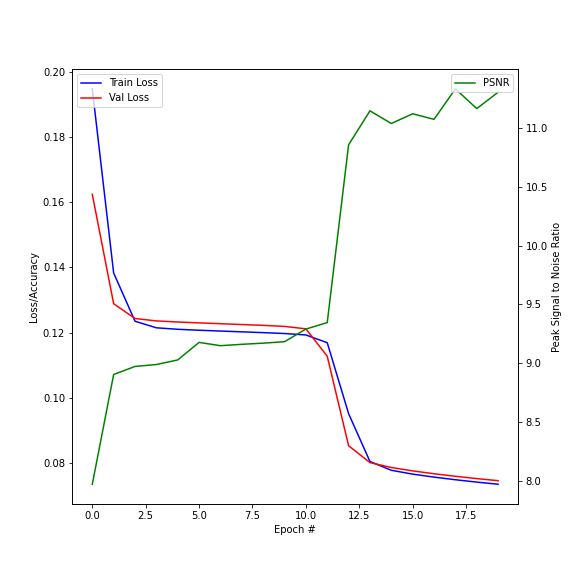 Train Loss
Val Loss
PSNR
0.20
0.18
0.16
0.14
0.12
0.10
0.08
Loss/Accuracy
11.0
10.5
10.0
9.5
9.0
8.5
8.0
Peak Signal to Noise Ratio
0.0 2.5 5.0 7.5 10.0 12.5 15.0 17.5
Epoch #